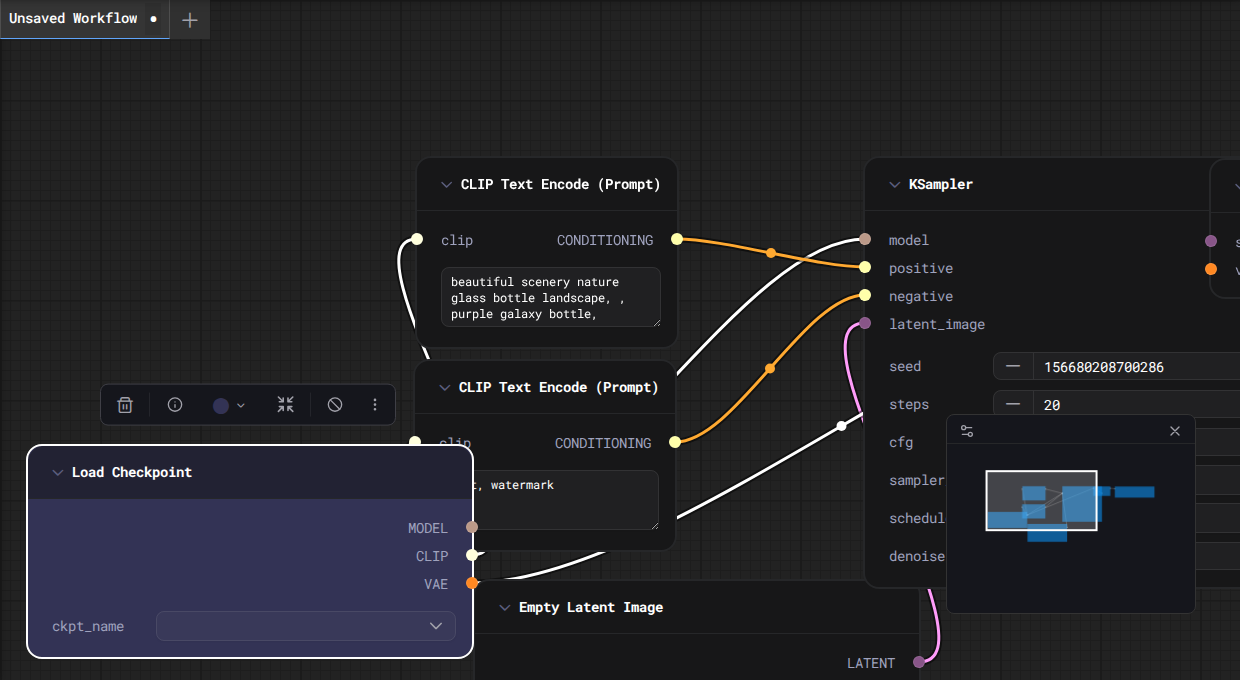 Unsaved Workflow
CLIP Text Encode (Prompt)
clip
CONDITIONING
beautiful scenery nature
glass bottle landscape, ,
purple galaxy bottle,
CLIP Text Encode (Prompt)
clip
CONDITIONING
, watermark
Load Checkpoint
MODEL
CLIP
VAE
ckpt_name
Empty Latent Image
LATENT
KSampler
model
positive
negative
latent_image
seed
156680208700286
steps
20
cfg
sampler
schedul
denoise